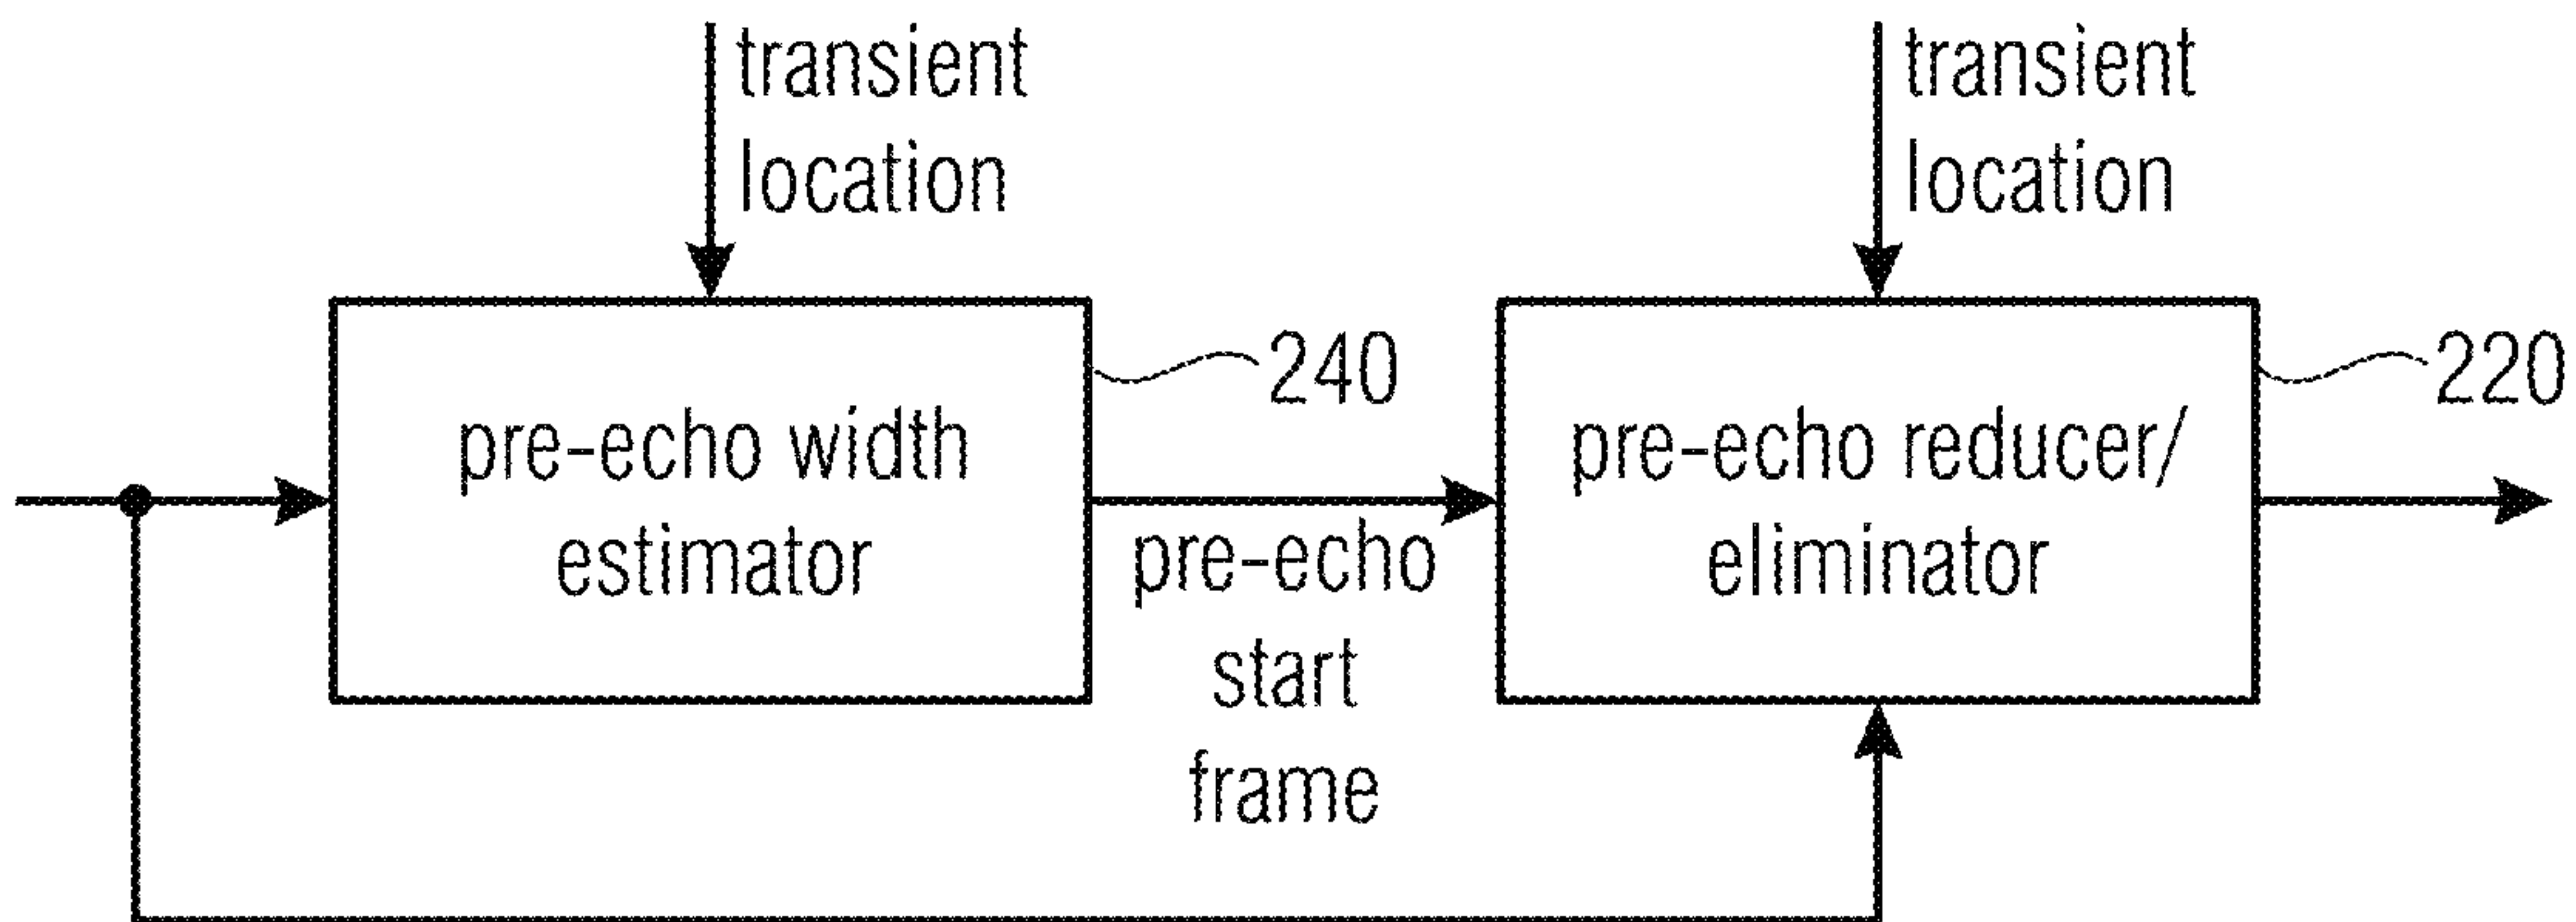 transient
location
transient
location
240
220
pre-echo width
estimator
pre-echo
start
frame
pre-echo reducer/
eliminator